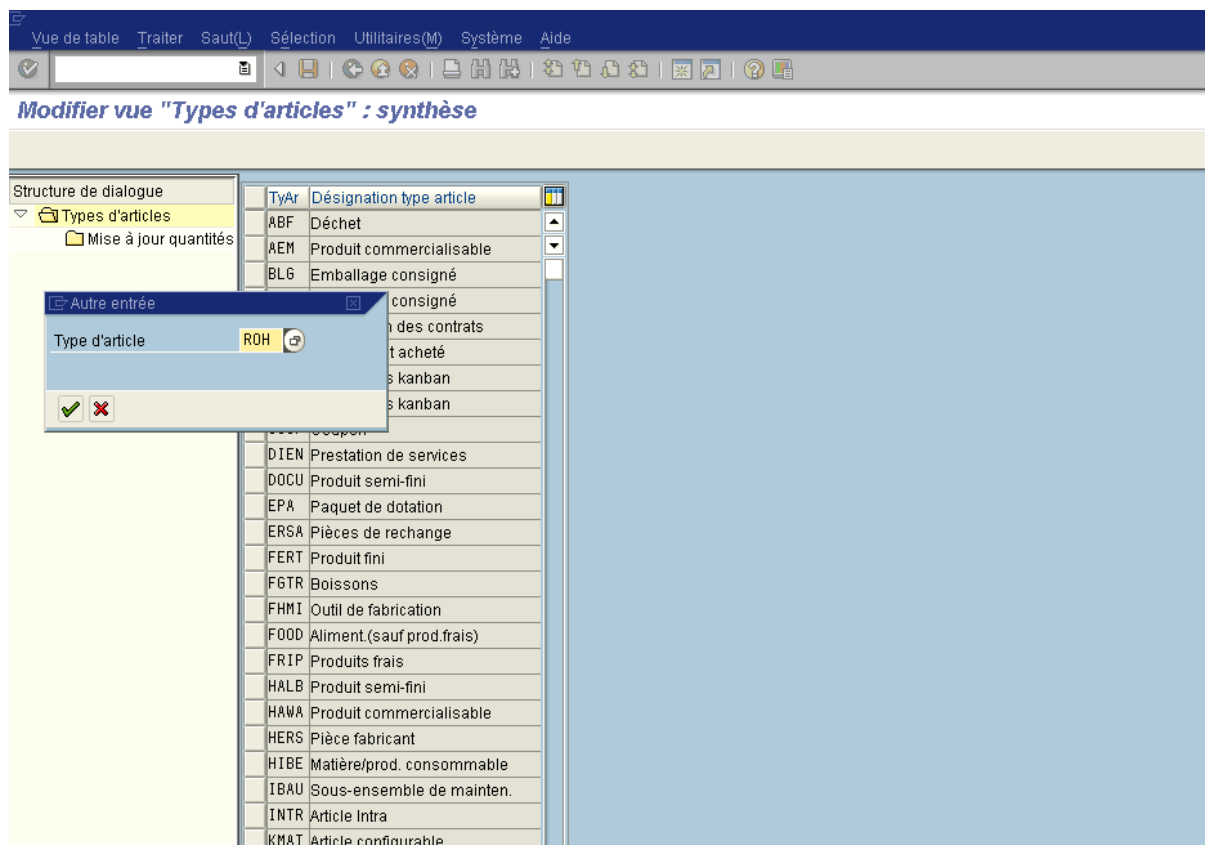 Vue de table Traiter Saut(L) Sélection Utilitaires(M) Système Aide
Modifier vue "Types d'articles" : synthèse
Structure de dialogue
Types d'articles
Mise à jour quantités
TyAr Désignation type article
ABF Déchet
AEM Produit commercialisable
BLG Emballage consigné
consigné
des contrats
acheté
kanban
kanban
Autre entrée
Type d'article ROH
DIEN Prestation de services
DOCU Produit semi-fini
EPA Paquet de dotation
ERSA Pièces de rechange
FERT Produit fini
FGTR Boissons
FHMI Outil de fabrication
FOOD Aliment.(sauf prod.frais)
FRIP Produits frais
HALB Produit semi-fini
HAWA Produit commercialisable
HERS Pièce fabricant
HIBE Matière/prod. consommable
IBAU Sous-ensemble de mainten.
INTR Article Intra
KMAT Article configurable